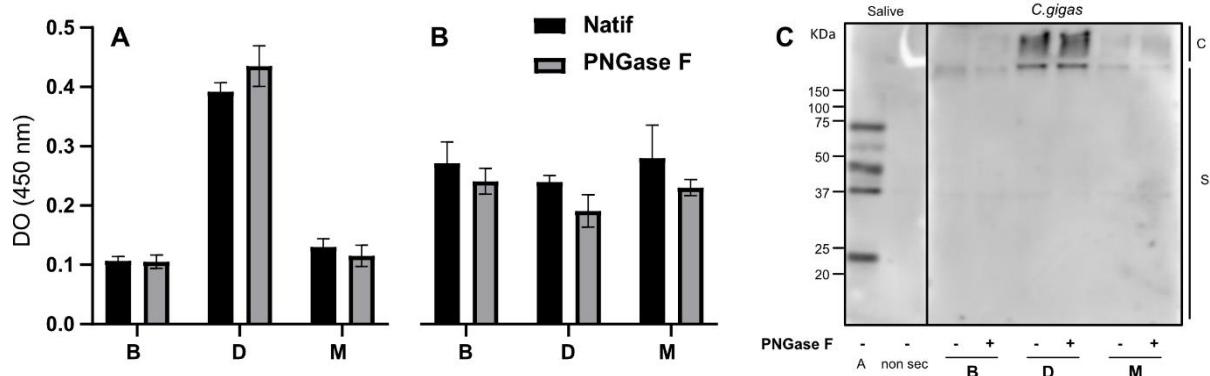 A
DO (450 nm)
0.5
0.4
0.3
0.2
0.1
0.0
B D M
B
Natif
PNGase F
B D M
C
Salive C.gigas
KDa
150
100
75
50
37
25
20
C
S
PNGase F - - - + - + - +
A non sec B D M